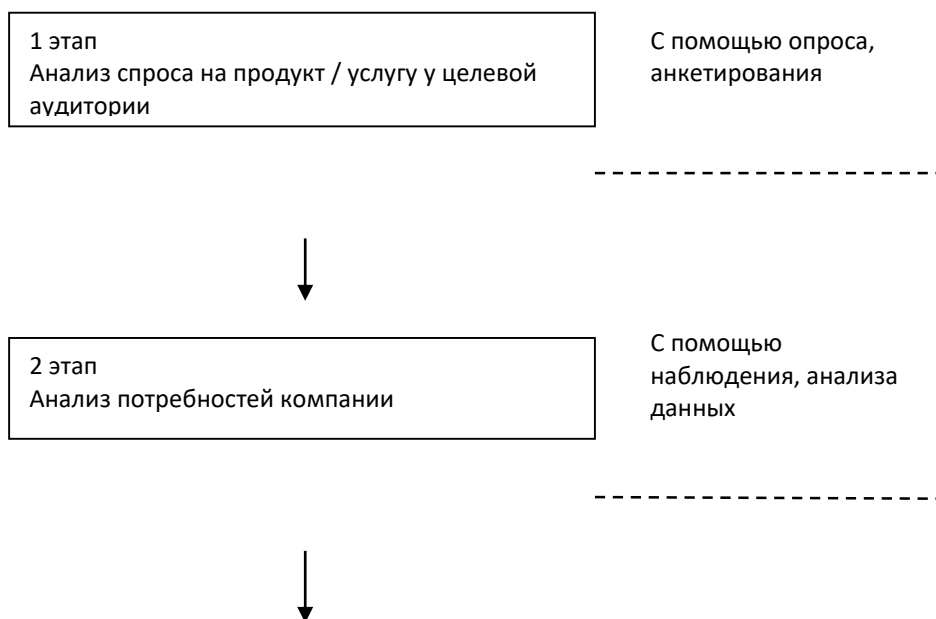 1 этап
Анализ спроса на продукт / услугу у целевой
аудитории
С помощью опроса,
анкетирования
2 этап
Анализ потребностей компании
С помощью
наблюдения, анализа
данных